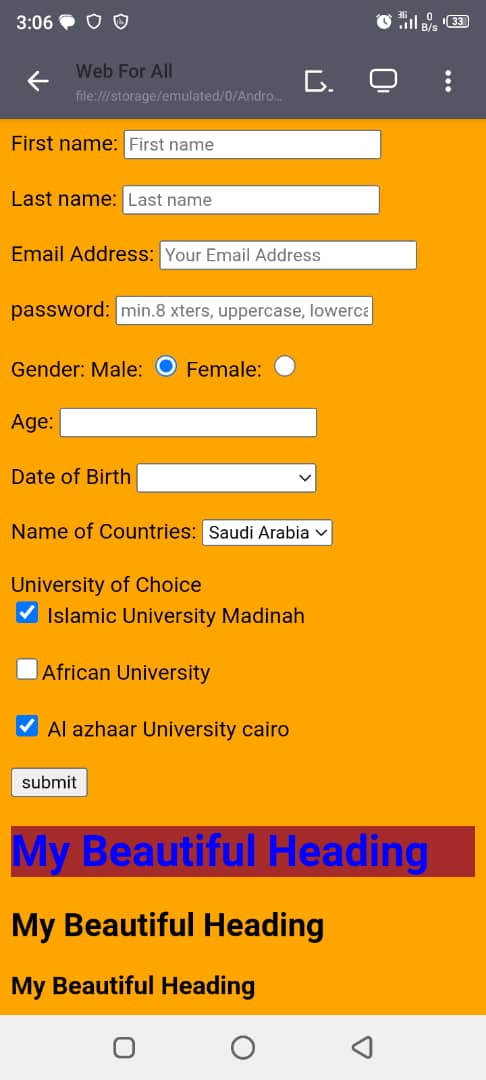 3:06
3G
0
B/s
33
Web For All
file:///storage/emulated/0/Andro...
First name: First name
Last name: Last name
Email Address: Your Email Address
password: min.8 xters, uppercase, lowerca
Gender: Male: Female:
Age:
Date of Birth
Name of Countries: Saudi Arabia
University of Choice
Islamic University Madinah
African University
Al azhaar University cairo
submit
My Beautiful Heading
My Beautiful Heading
My Beautiful Heading